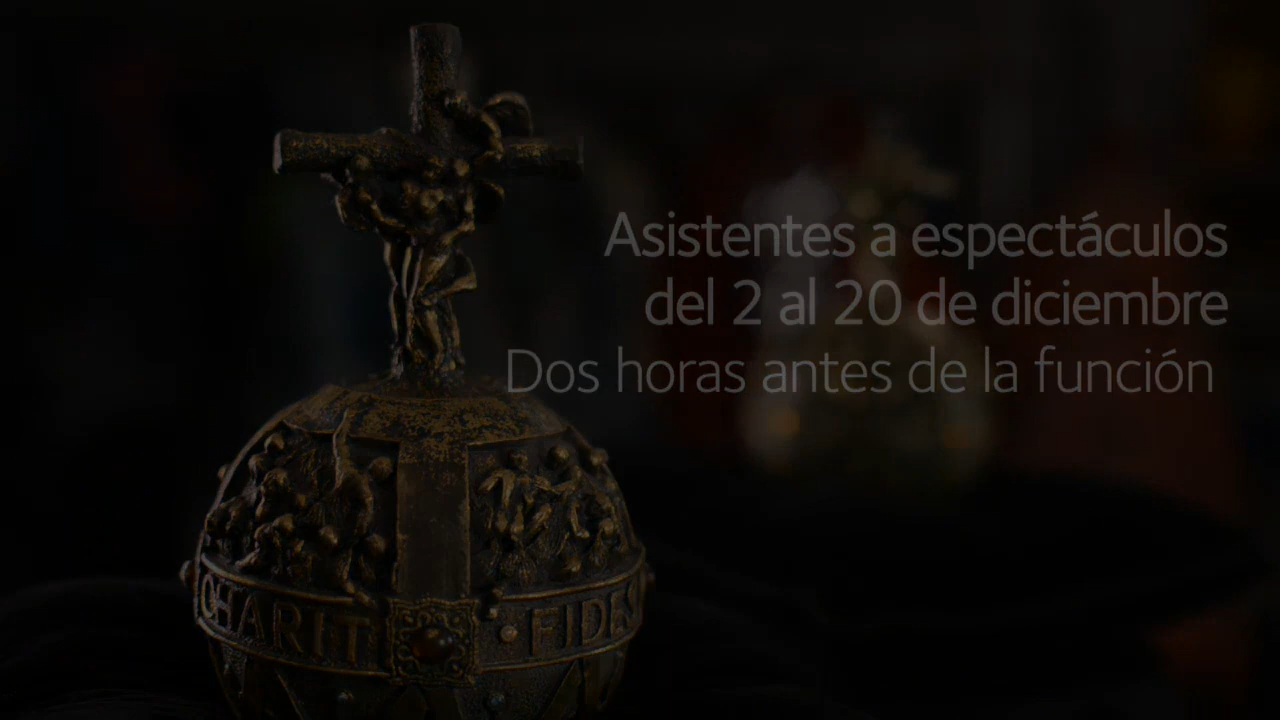 Asistentes a espectáculos
del 2 al 20 de diciembre
Dos horas antes de la función
CHARIT FIDES